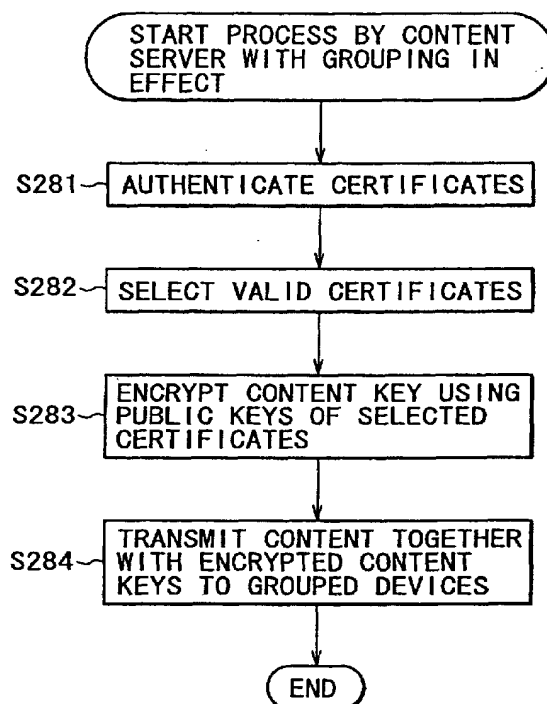 START PROCESS BY CONTENT
SERVER WITH GROUPING IN
EFFECT
S281
AUTHENTICATE CERTIFICATES
S282
SELECT VALID CERTIFICATES
S283
ENCRYPT CONTENT KEY USING
PUBLIC KEYS OF SELECTED
CERTIFICATES
S284
TRANSMIT CONTENT TOGETHER
WITH ENCRYPTED CONTENT
KEYS TO GROUPED DEVICES
END